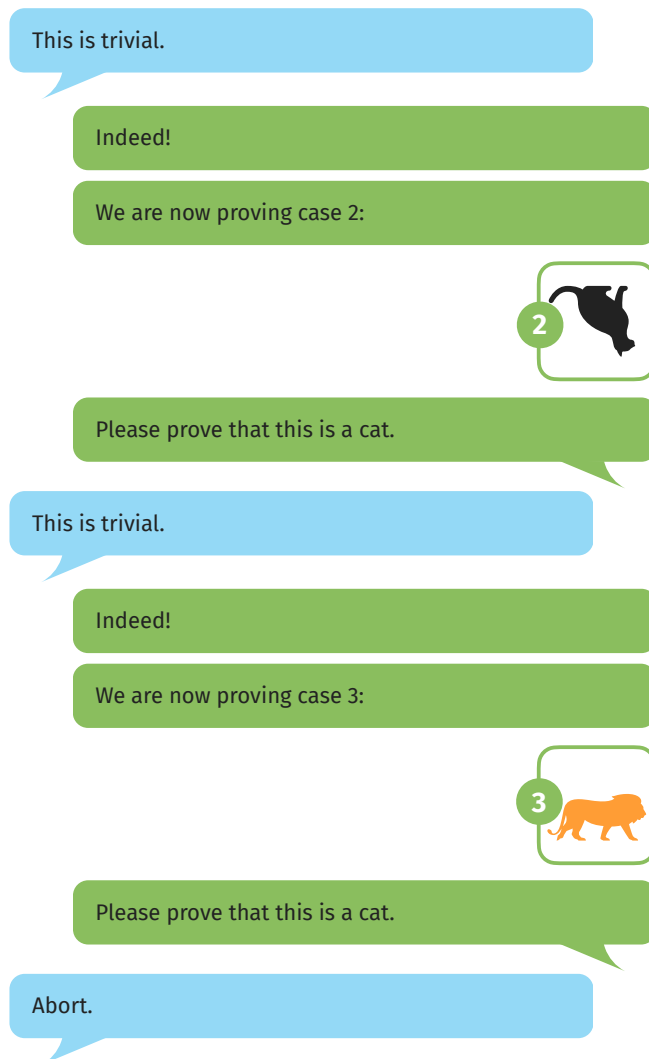 This is trivial.
Indeed!
We are now proving case 2:
2
Please prove that this is a cat.
This is trivial.
Indeed!
We are now proving case 3:
3
Please prove that this is a cat.
Abort.